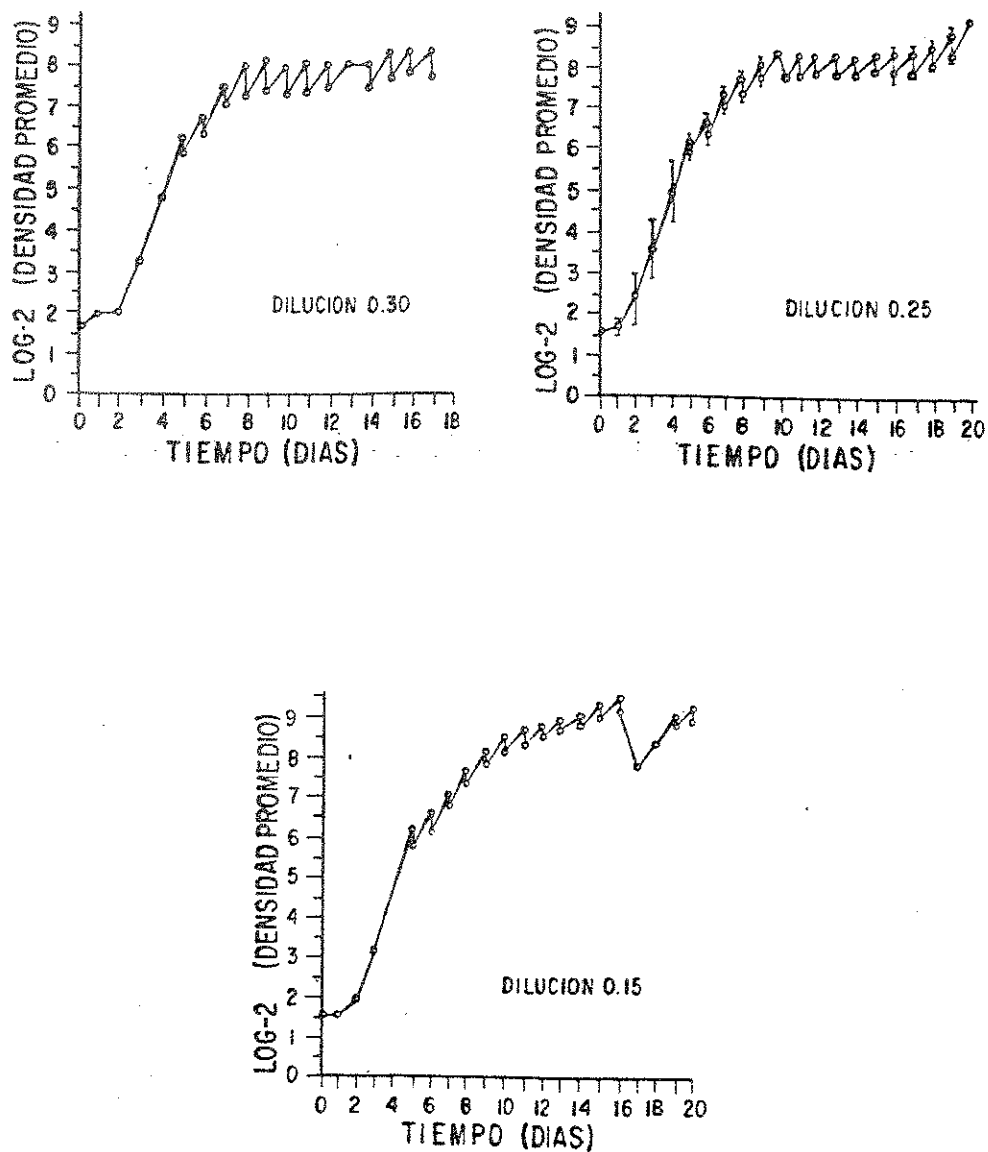 LOG-2 (DENSIDAD PROMEDIO)
9
8
7
6
5
4
3
2
1
0
DILUCION 0.30
0 2 4 6 8 10 12 14 16 18
TIEMPO (DIAS)
LOG-2 (DENSIDAD PROMEDIO)
9
8
7
6
5
4
3
2
1
0
DILUCION 0.25
0 2 4 6 8 10 12 14 16 18 20
TIEMPO (DIAS)
LOG-2 (DENSIDAD PROMEDIO)
9
8
7
6
5
4
3
2
1
0
DILUCION 0.15
0 2 4 6 8 10 12 14 16 18 20
TIEMPO (DIAS)